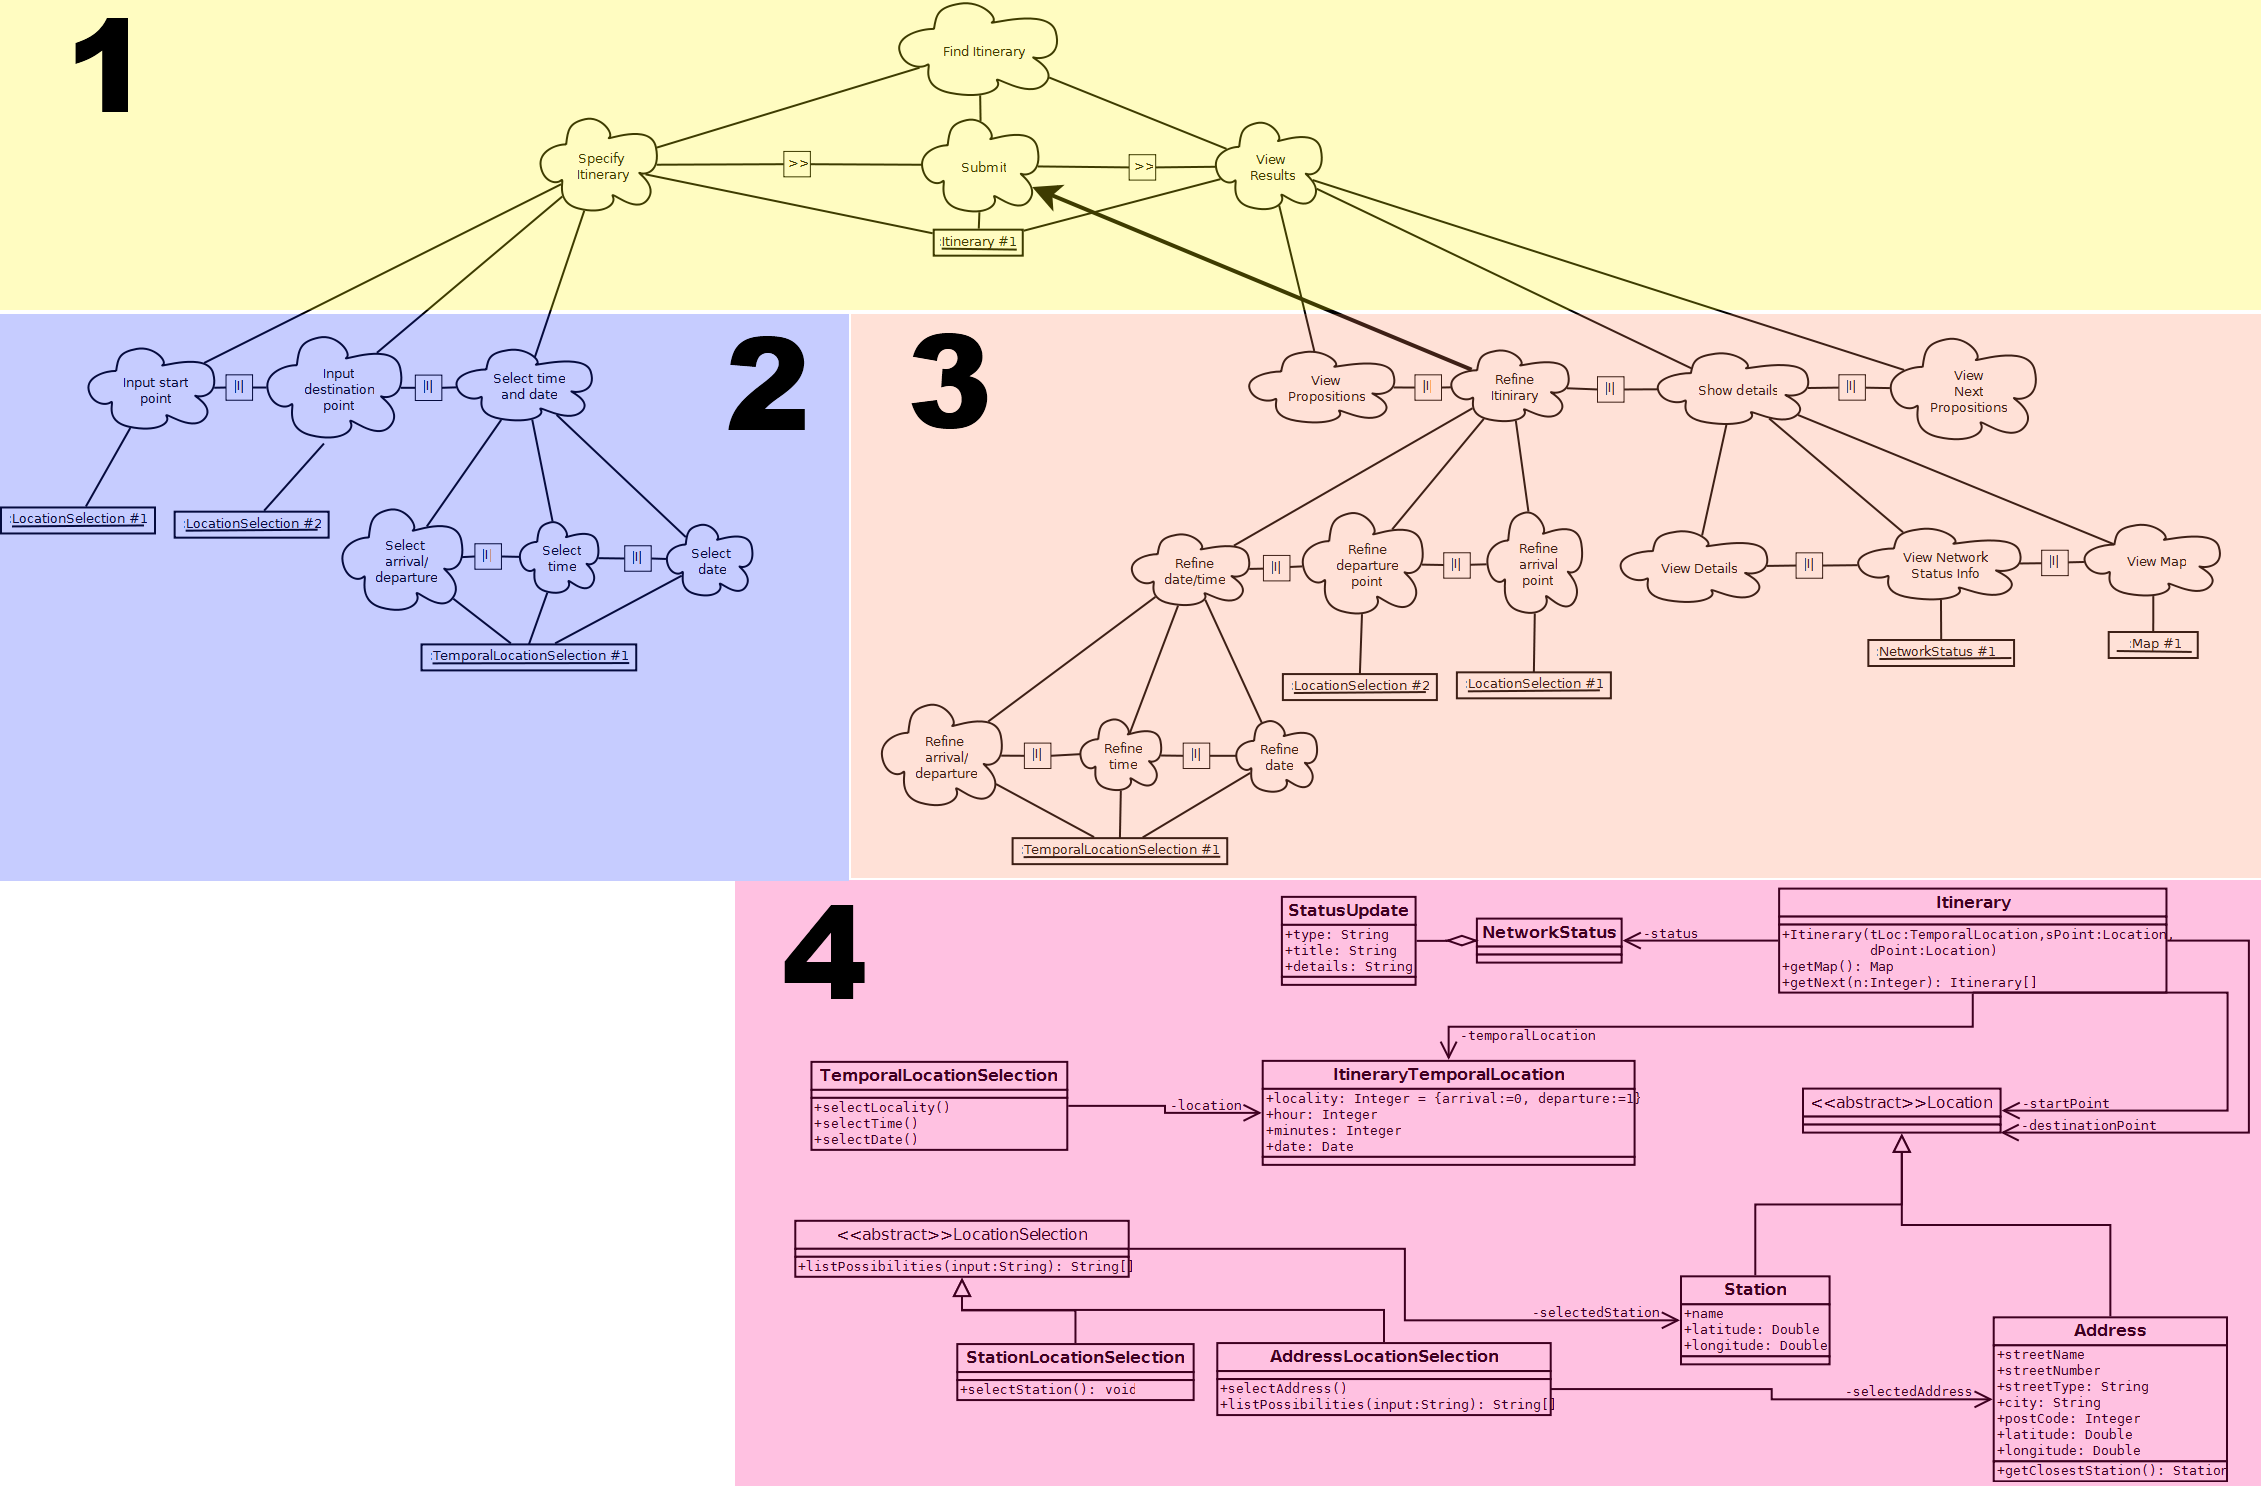 1
Find Itinerary
Specify
Itinerary
>>
Submit
>>
View
Results
:Itinerary #1
2
Input start
point
|I|
Input
destination
point
|I|
Select time
and date
:LocationSelection #1
:LocationSelection #2
Select
arrival/
departure
|I|
Select
time
|I|
Select
date
:TemporalLocationSelection #1
3
View
Propositions
|I|
Refine
Itinirary
|I|
Show details
|I|
View
Next
Propositions
Refine
date/time
|I|
Refine
departure
point
|I|
Refine
arrival
point
View Details
|I|
View Network
Status Info
|I|
View Map
:NetworkStatus #1
:Map #1
:LocationSelection #2
:LocationSelection #1
Refine
arrival/
departure
|I|
Refine
time
|I|
Refine
date
:TemporalLocationSelection #1
4
StatusUpdate
+type: String
+title: String
+details: String
NetworkStatus
-status
Itinerary
+Itinerary(tLoc:TemporalLocation,sPoint:Location,
dPoint:Location)
+getMap(): Map
+getNext(n:Integer): Itinerary[]
-temporalLocation
TemporalLocationSelection
+selectLocality()
+selectTime()
+selectDate()
-location
ItineraryTemporalLocation
+locality: Integer = {arrival:=0, departure:=1}
+hour: Integer
+minutes: Integer
+date: Date
<<abstract>>Location
-startPoint
-destinationPoint
<<abstract>>LocationSelection
+listPossibilities(input:String): String[]
-selectedStation
Station
+name
+latitude: Double
+longitude: Double
StationLocationSelection
+selectStation(): void
AddressLocationSelection
+selectAddress()
+listPossibilities(input:String): String[]
-selectedAddress
Address
+streetName
+streetNumber
+streetType: String
+city: String
+postCode: Integer
+latitude: Double
+longitude: Double
+getClosestStation(): Station